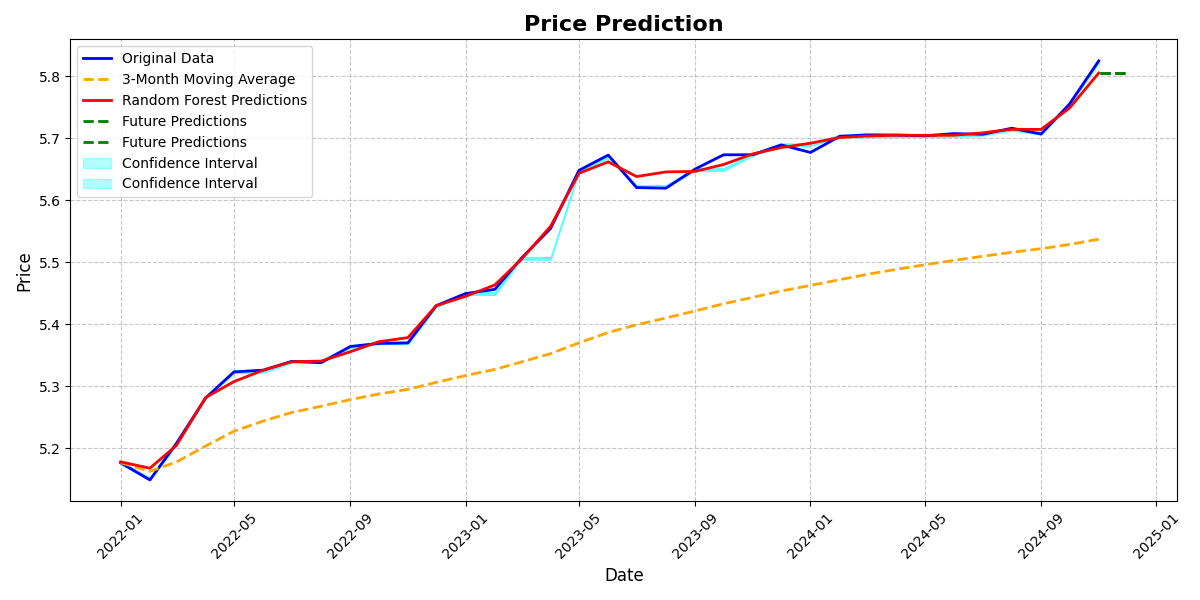 Price Prediction
Original Data
3-Month Moving Average
Random Forest Predictions
Future Predictions
Future Predictions
Confidence Interval
Confidence Interval
Price
5.8
5.7
5.6
5.5
5.4
5.3
5.2
2022-01
2022-05
2022-09
2023-01
2023-05
2023-09
2024-01
2024-05
2024-09
2025-01
Date